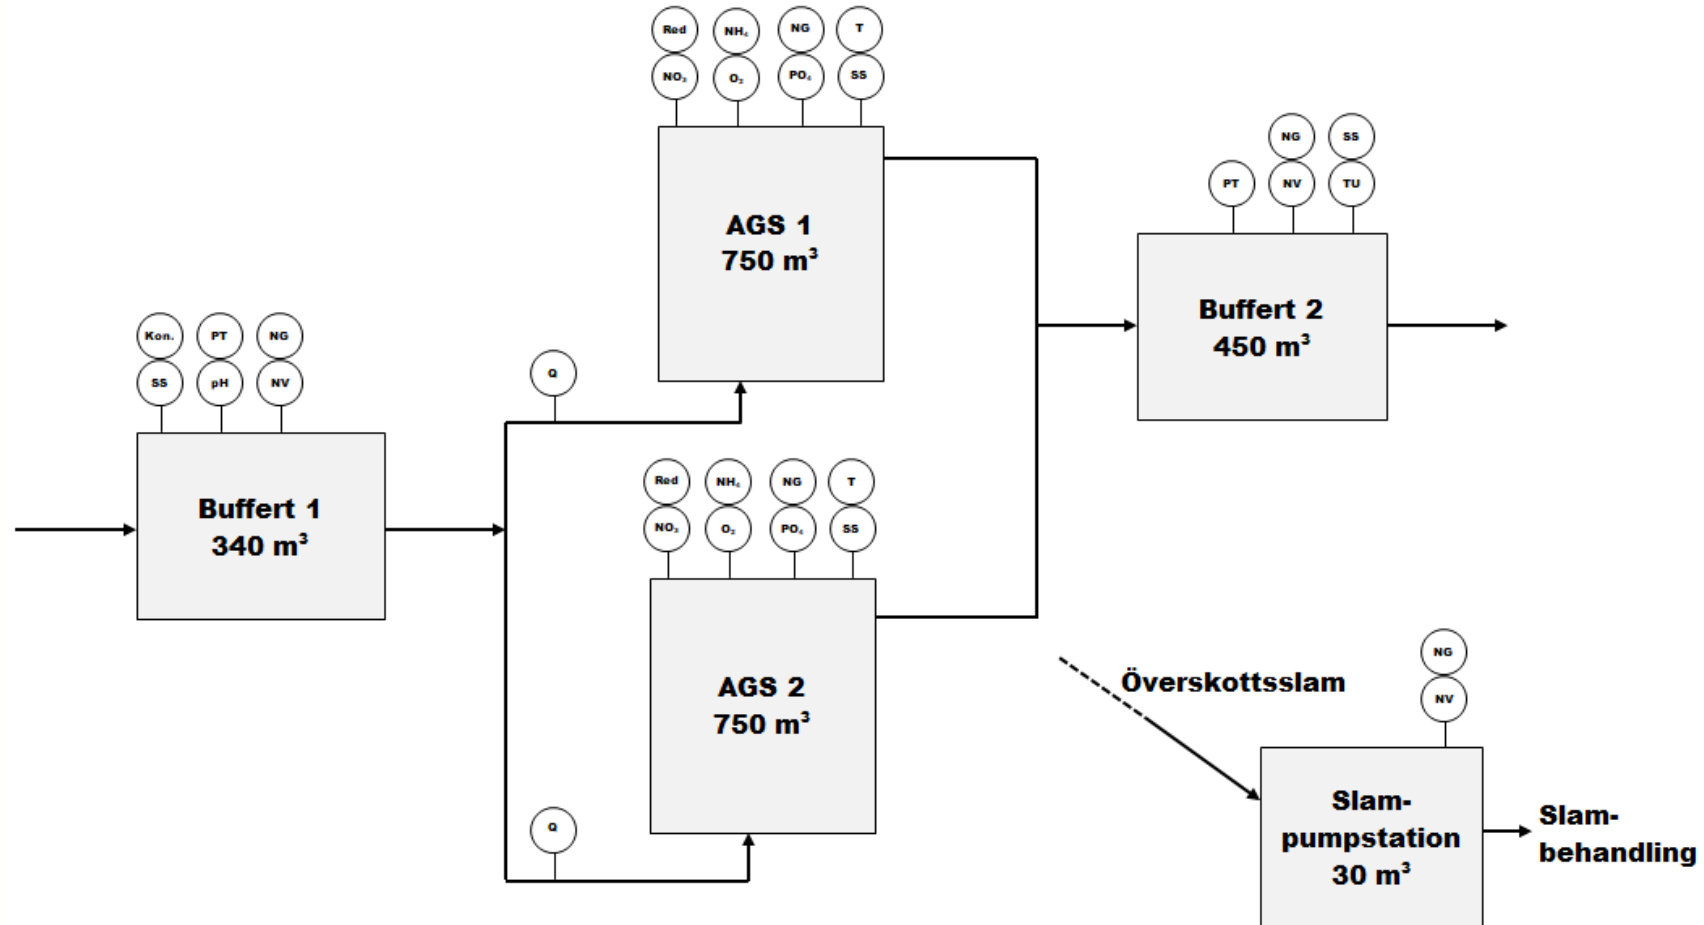 Red NH₄ NG T
NO₃ O₂ PO₄ SS
AGS 1
750 m³
NG SS
PT NV TU
Buffert 2
450 m³
Kon. PT NG
SS pH NV
Buffert 1
340 m³
Q
Red NH₄ NG T
NO₃ O₂ PO₄ SS
AGS 2
750 m³
Q
Överskottsslam
NG
NV
Slam-
pumpstation
30 m³
Slam-
behandling